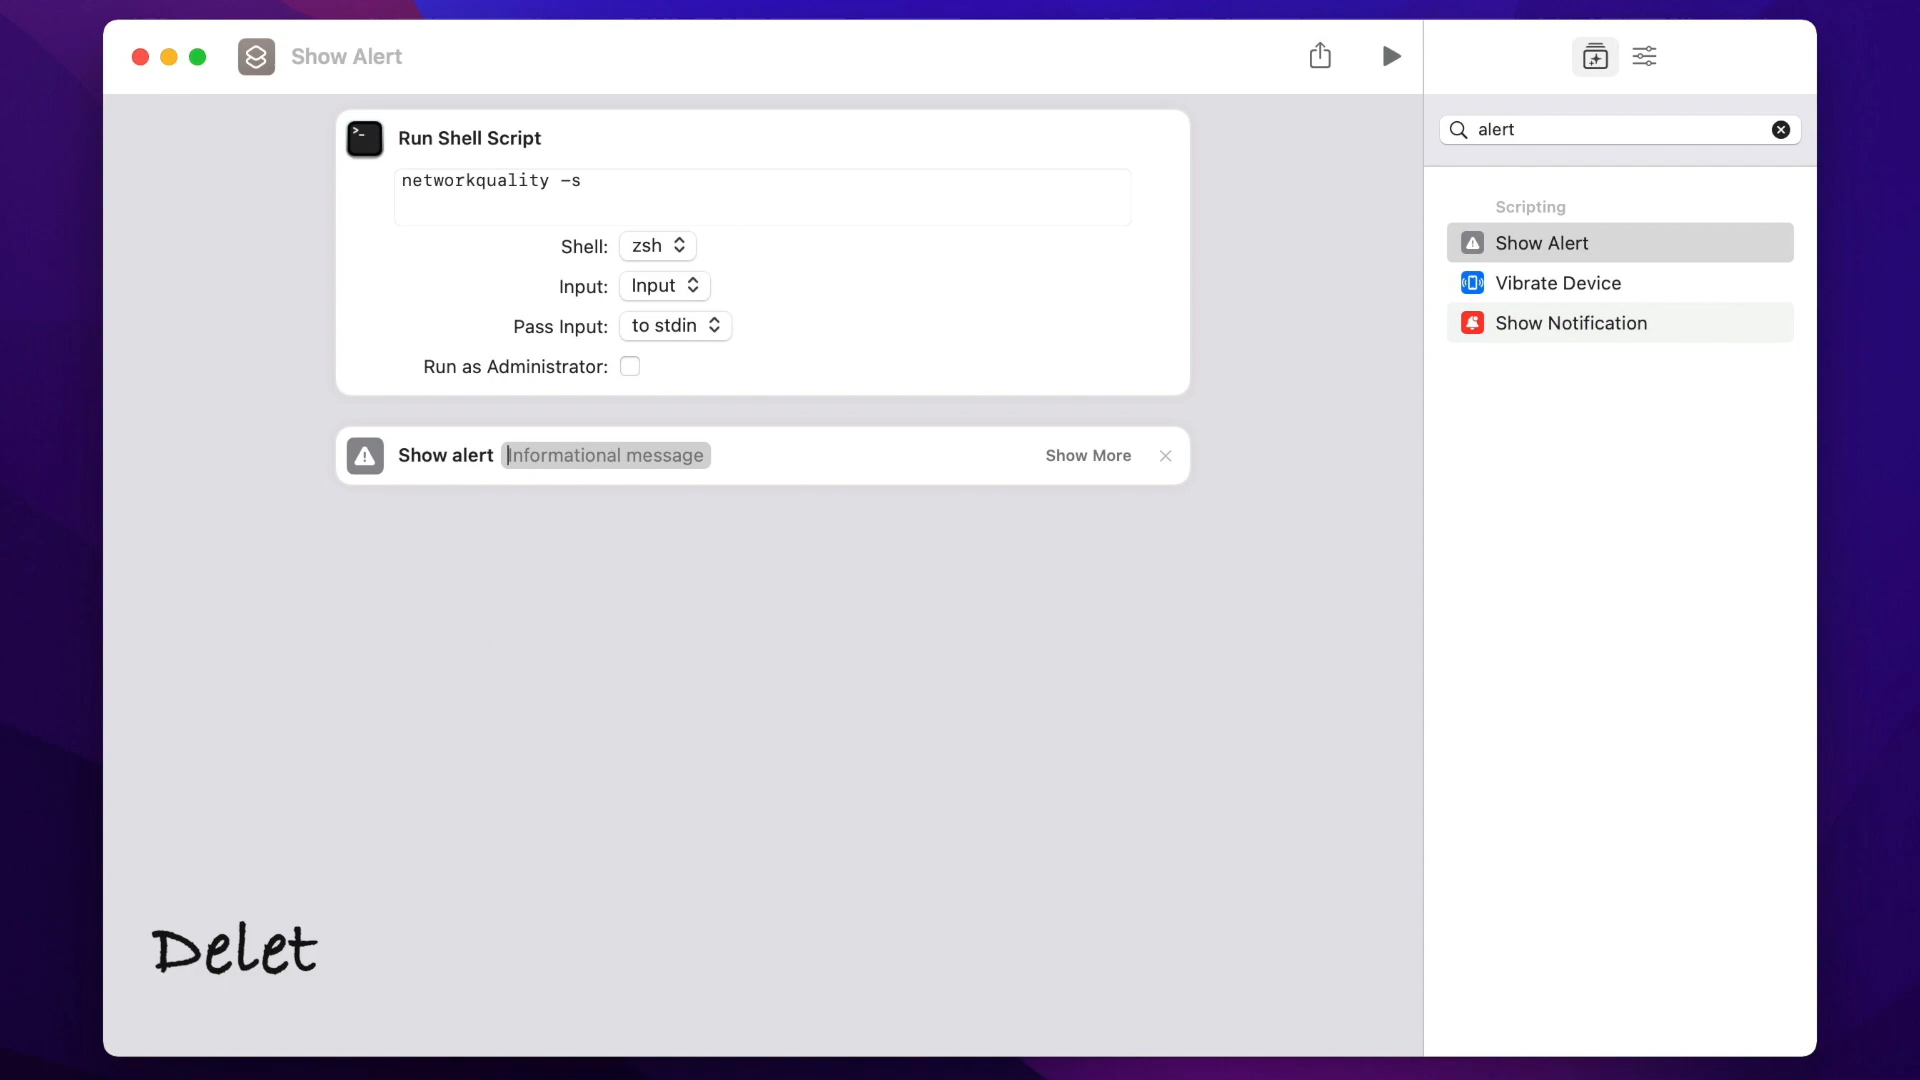 Show Alert
Run Shell Script
networkquality -s
Shell: zsh
Input: Input
Pass Input: to stdin
Run as Administrator:
Show alert Informational message Show More
Delet
alert
Scripting
Show Alert
Vibrate Device
Show Notification